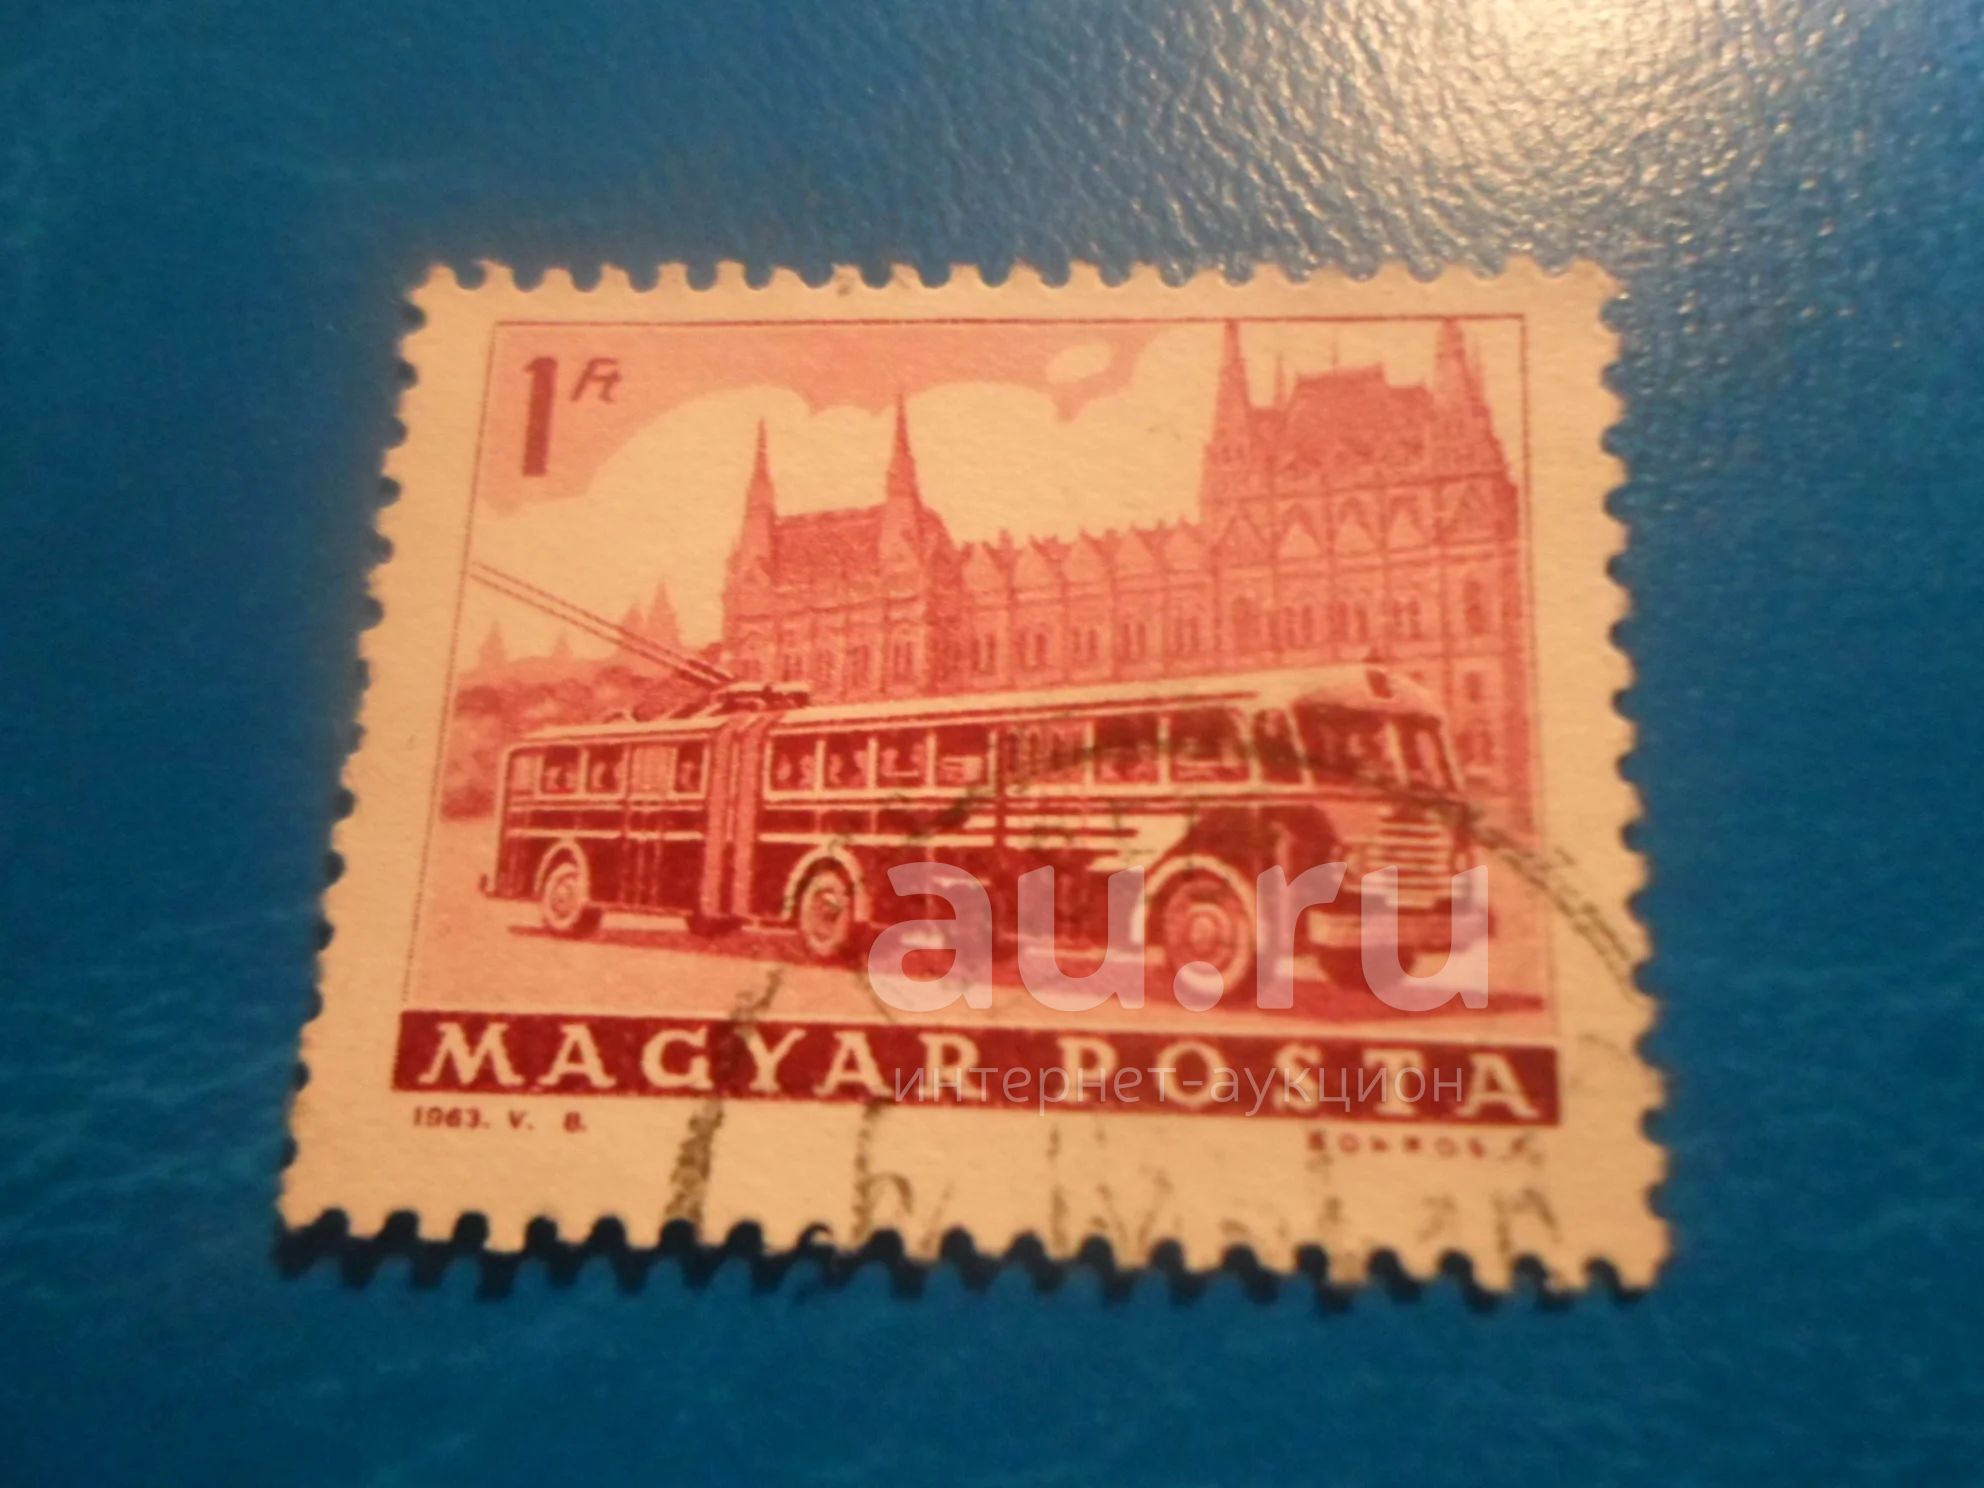 1 Ft
au.ru
MAGYAR POSTA
интернет-аукцион
1963. V. 8.